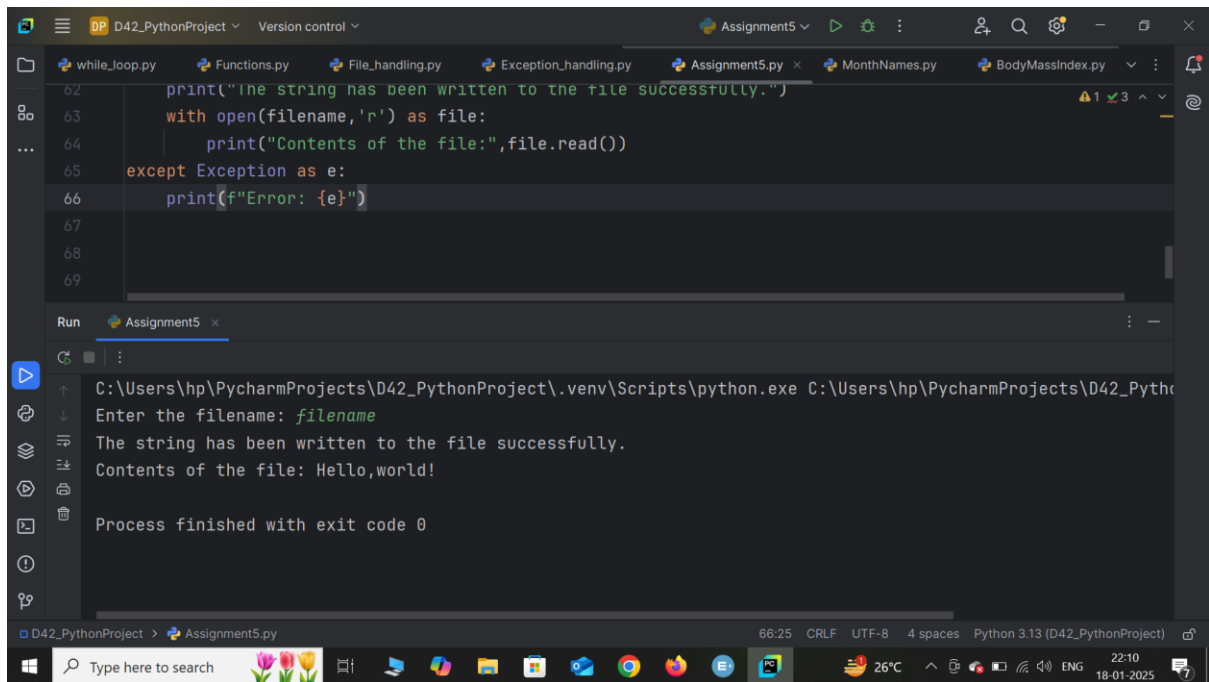 DP D42_PythonProject Version control Assignment5
while_loop.py Functions.py File_handling.py Exception_handling.py Assignment5.py MonthNames.py BodyMassIndex.py
62 print("The string has been written to the file successfully.")
1 3
63 with open(filename,'r') as file:
64 print("Contents of the file:",file.read())
65 except Exception as e:
66 print(f"Error: {e}")
67
68
69
Run Assignment5
C:\Users\hp\PycharmProjects\D42_PythonProject\.venv\Scripts\python.exe C:\Users\hp\PycharmProjects\D42_Pytho
Enter the filename: filename
The string has been written to the file successfully.
Contents of the file: Hello,world!
Process finished with exit code 0
D42_PythonProject > Assignment5.py 66:25 CRLF UTF-8 4 spaces Python 3.13 (D42_PythonProject)
Type here to search 26°C ENG 22:10
18-01-2025 7